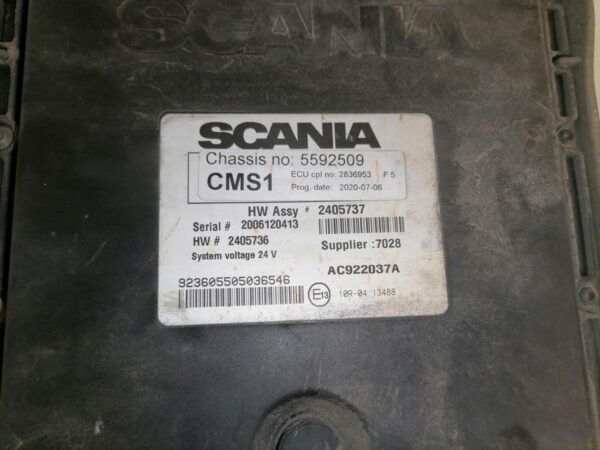 SCANIA
SCANIA
Chassis no: 5592509
CMS1 ECU cpl no: 2836953 F.5
Prog. date: 2020-07-06
HW Assy # 2405737
Serial # 2006120413
HW # 2405736 Supplier :7028
System voltage 24 V
AC922037A
923605505036546
E13 10R-04 13488